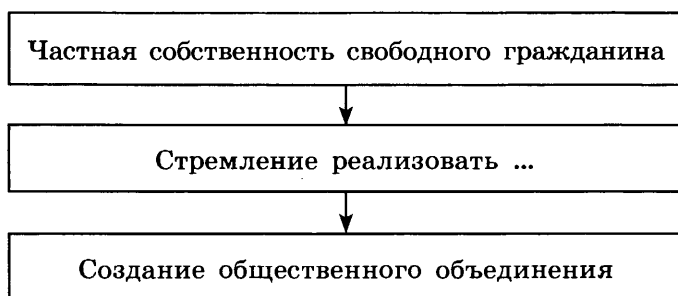 Частная собственность свободного гражданина
Стремление реализовать ...
Создание общественного объединения